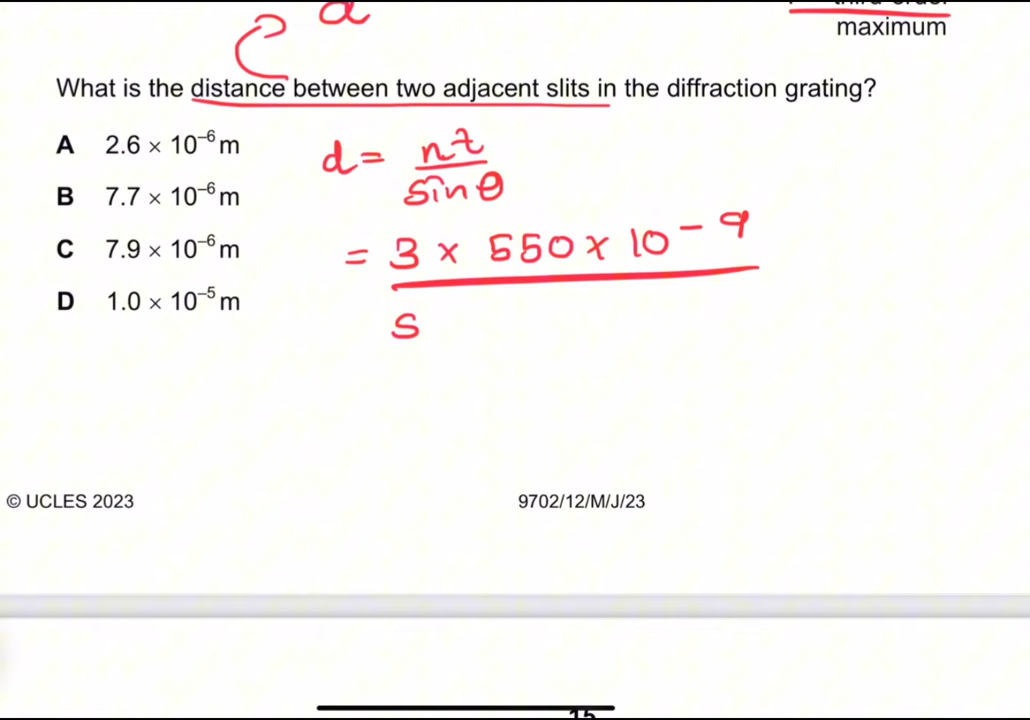 d
maximum
What is the distance between two adjacent slits in the diffraction grating?
A 2.6 × 10⁻⁶ m
B 7.7 × 10⁻⁶ m
C 7.9 × 10⁻⁶ m
D 1.0 × 10⁻⁵ m
d = nλ / sin θ
= 3 × 550 × 10⁻⁹
s
© UCLES 2023 9702/12/M/J/23